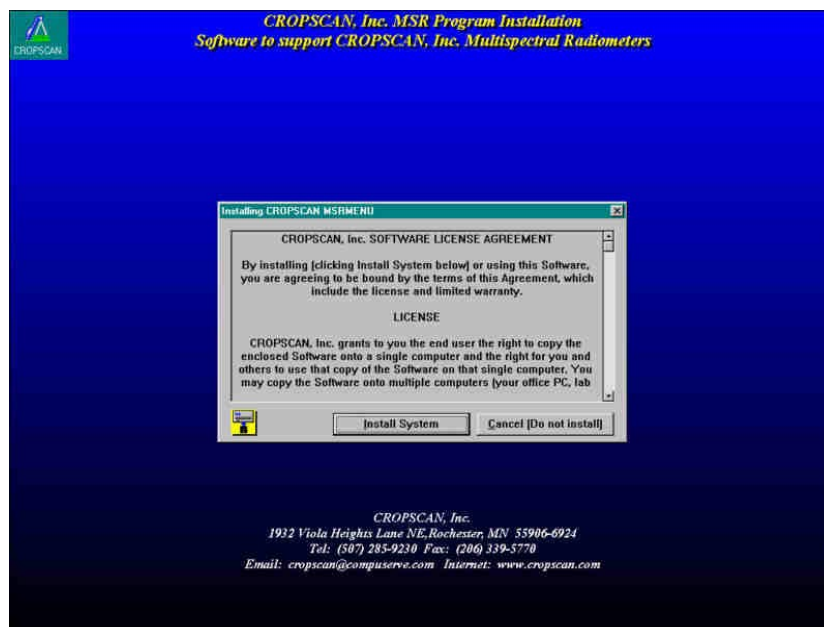 CROPSCAN, Inc. MSR Program Installation
Software to support CROPSCAN, Inc. Multispectral Radiometers
CROPSCAN
Installing CROPSCAN MSRMENU
CROPSCAN, Inc. SOFTWARE LICENSE AGREEMENT
By installing (clicking Install System below) or using this Software,
you are agreeing to be bound by the terms of this Agreement, which
include the license and limited warranty.
LICENSE
CROPSCAN, Inc. grants to you the end user the right to copy the
enclosed Software onto a single computer and the right for you and
others to use that copy of the Software on that single computer. You
may copy the Software onto multiple computers (your office PC, lab
Install System
Cancel (Do not install)
CROPSCAN, Inc.
1932 Viola Heights Lane NE,Rochester, MN 55906-6924
Tel: (507) 285-9230 Fax: (206) 339-5770
Email: cropscan@compuserve.com Internet: www.cropscan.com